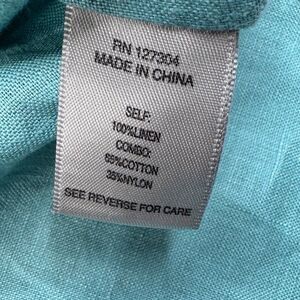 RN 127304
MADE IN CHINA
SELF:
100%LINEN
COMBO:
65%COTTON
35%NYLON
SEE REVERSE FOR CARE